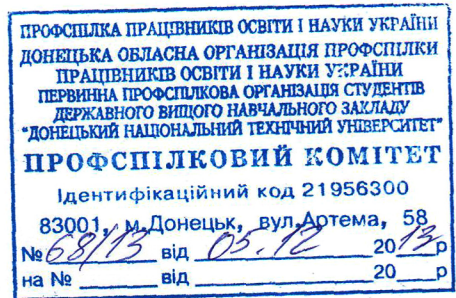 ПРОФСПІЛКА ПРАЦІВНИКІВ ОСВІТИ І НАУКИ УКРАЇНИ
ДОНЕЦЬКА ОБЛАСНА ОРГАНІЗАЦІЯ ПРОФСПІЛКИ
ПРАЦІВНИКІВ ОСВІТИ І НАУКИ УКРАЇНИ
ПЕРВИННА ПРОФСПІЛКОВА ОРГАНІЗАЦІЯ СТУДЕНТІВ
ДЕРЖАВНОГО ВИЩОГО НАВЧАЛЬНОГО ЗАКЛАДУ
"ДОНЕЦЬКИЙ НАЦІОНАЛЬНИЙ ТЕХНІЧНИЙ УНІВЕРСИТЕТ"
ПРОФСПІЛКОВИЙ КОМІТЕТ
Ідентифікаційний код 21956300
83001, м.Донецьк, вул.Артема, 58
№ 68/13 від 05.12 2013р
на № від 20 р